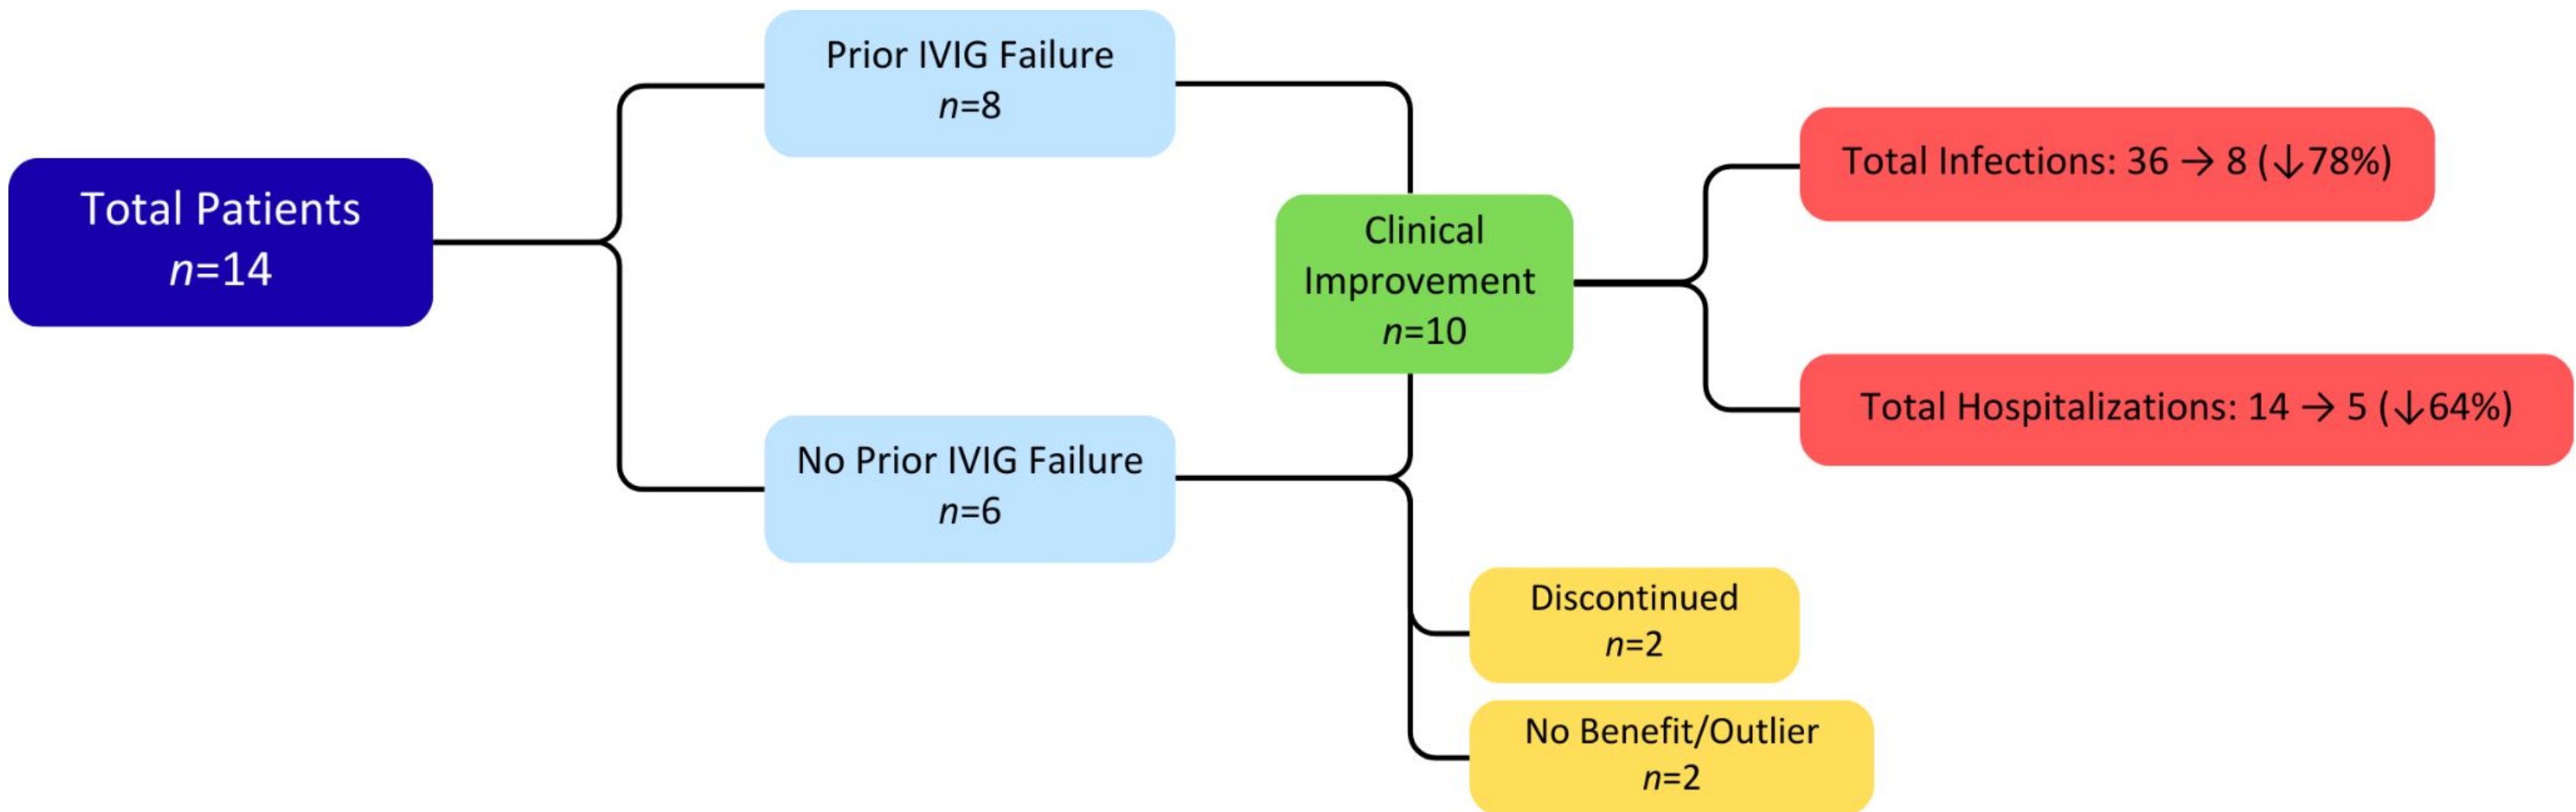 Total Patients
n=14
Prior IVIG Failure
n=8
No Prior IVIG Failure
n=6
Clinical
Improvement
n=10
Total Infections: 36 → 8 (↓78%)
Total Hospitalizations: 14 → 5 (↓64%)
Discontinued
n=2
No Benefit/Outlier
n=2